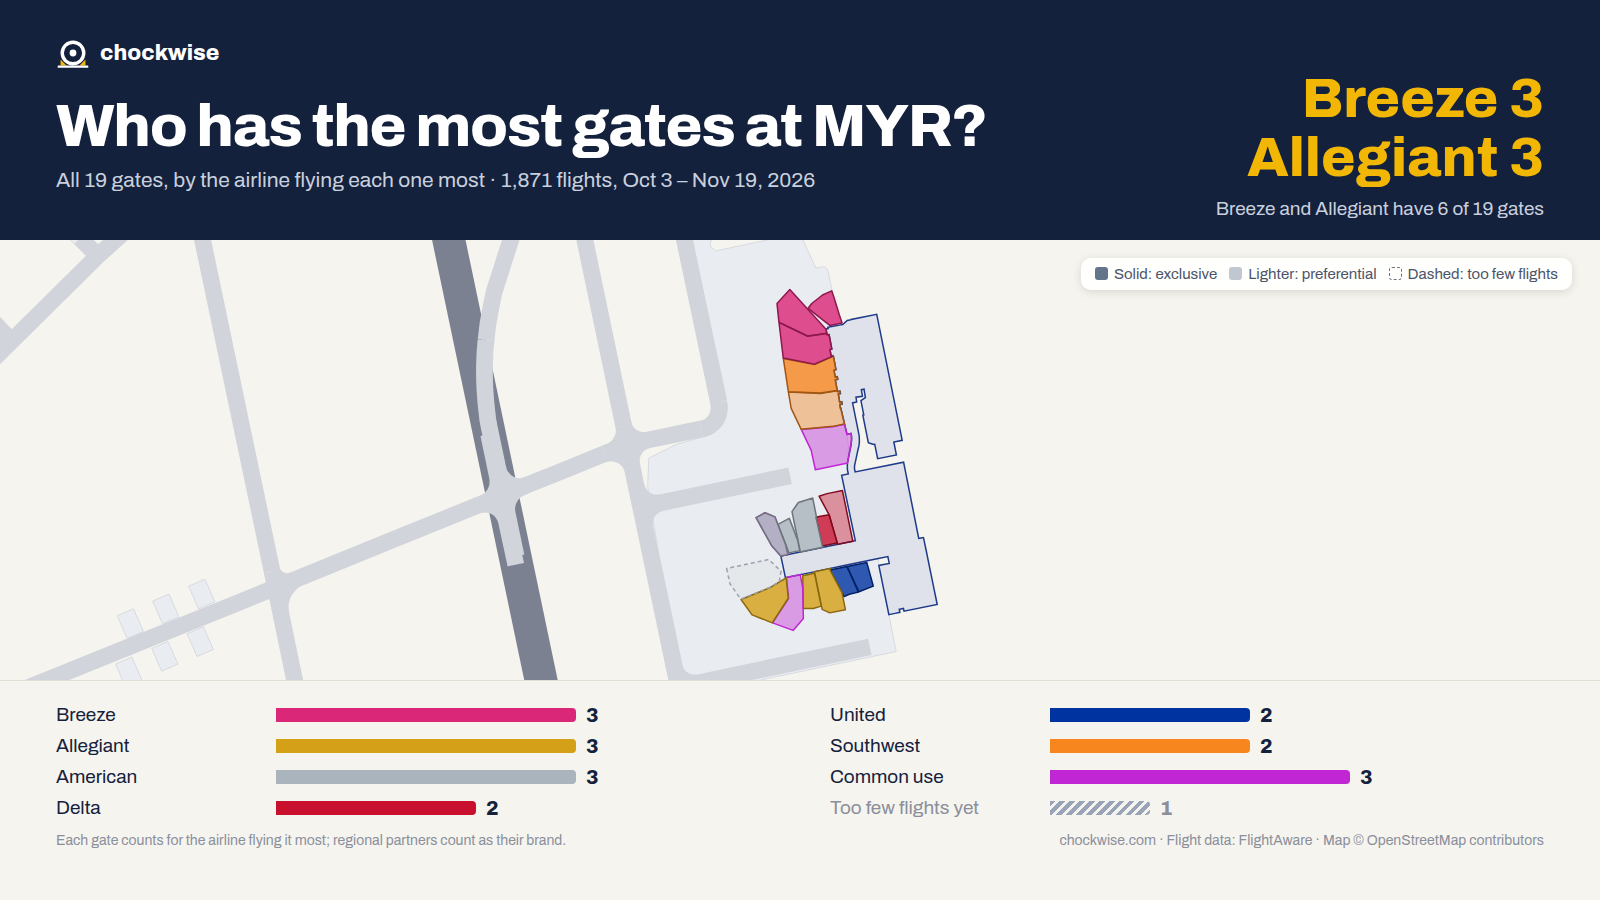 chockwise
Who has the most gates at MYR?
All 19 gates, by the airline flying each one most · 1,871 flights, Oct 3 – Nov 19, 2026
Breeze 3
Allegiant 3
Breeze and Allegiant have 6 of 19 gates
Solid: exclusive Lighter: preferential Dashed: too few flights
Breeze 3
Allegiant 3
American 3
Delta 2
United 2
Southwest 2
Common use 3
Too few flights yet 1
Each gate counts for the airline flying it most; regional partners count as their brand.
chockwise.com · Flight data: FlightAware · Map © OpenStreetMap contributors